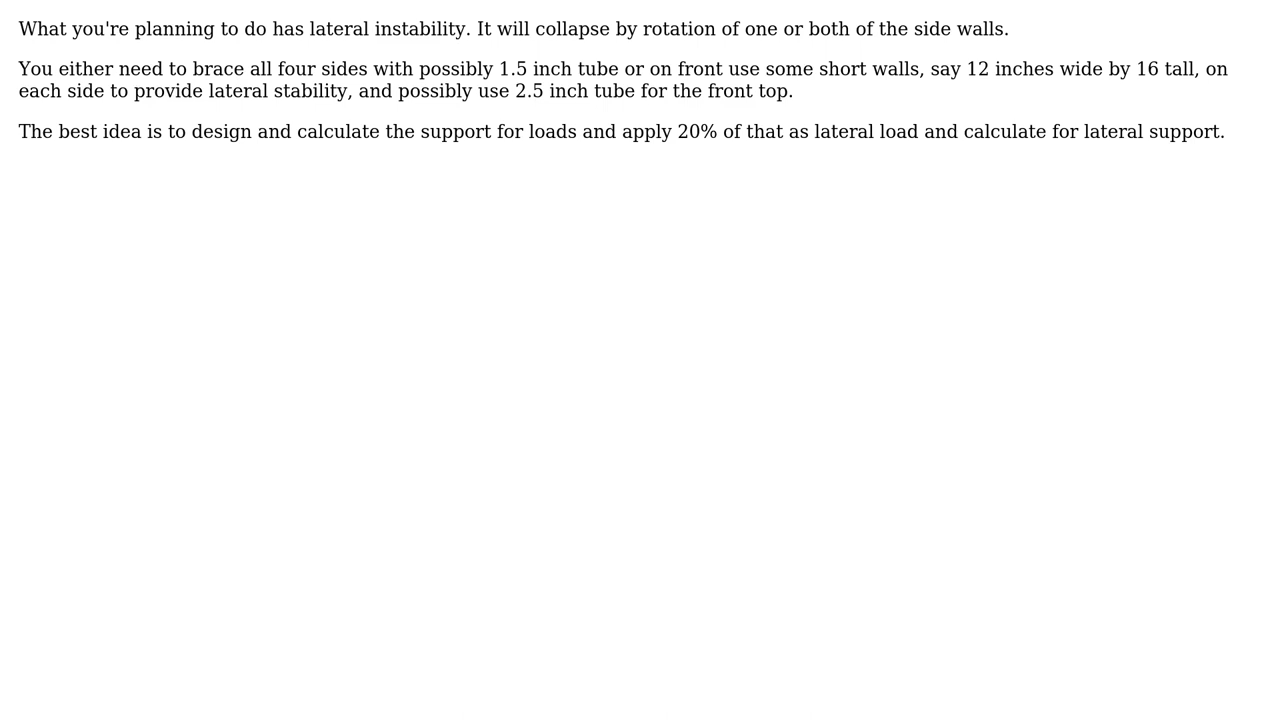 What you're planning to do has lateral instability. It will collapse by rotation of one or both of the side walls.
You either need to brace all four sides with possibly 1.5 inch tube or on front use some short walls, say 12 inches wide by 16 tall, on
each side to provide lateral stability, and possibly use 2.5 inch tube for the front top.
The best idea is to design and calculate the support for loads and apply 20% of that as lateral load and calculate for lateral support.